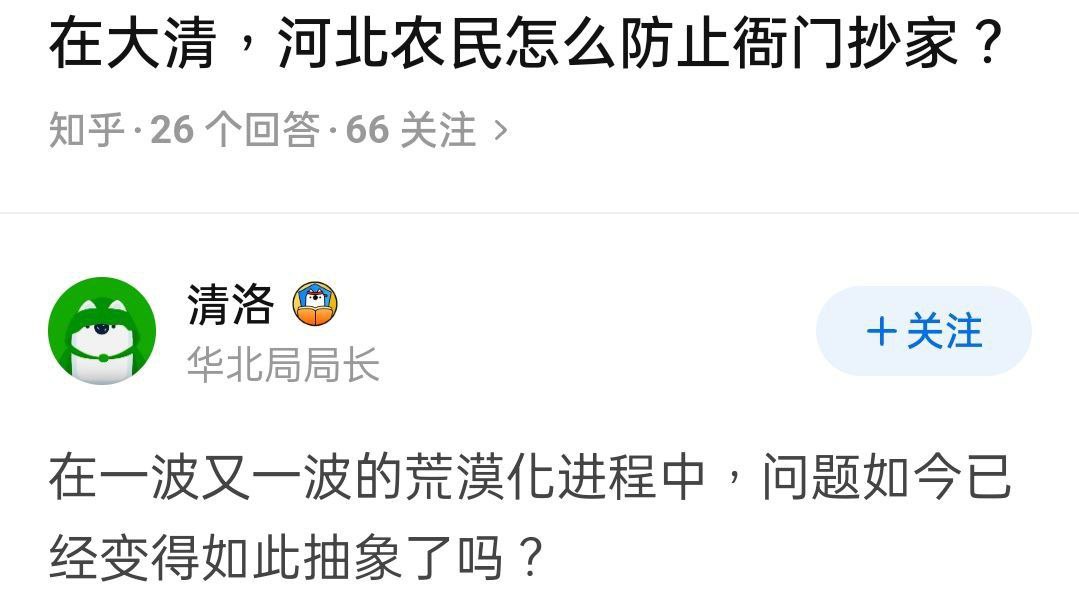 在大清，河北农民怎么防止衙门抄家？
知乎·26 个回答·66 关注 >
清洛
华北局局长
+关注
在一波又一波的荒漠化进程中，问题如今已
经变得如此抽象了吗？